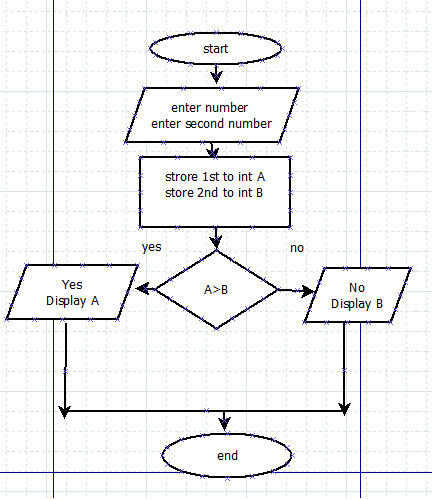 start
enter number
enter second number
strore 1st to int A
store 2nd to int B
yes
no
Yes
Display A
A>B
No
Display B
end